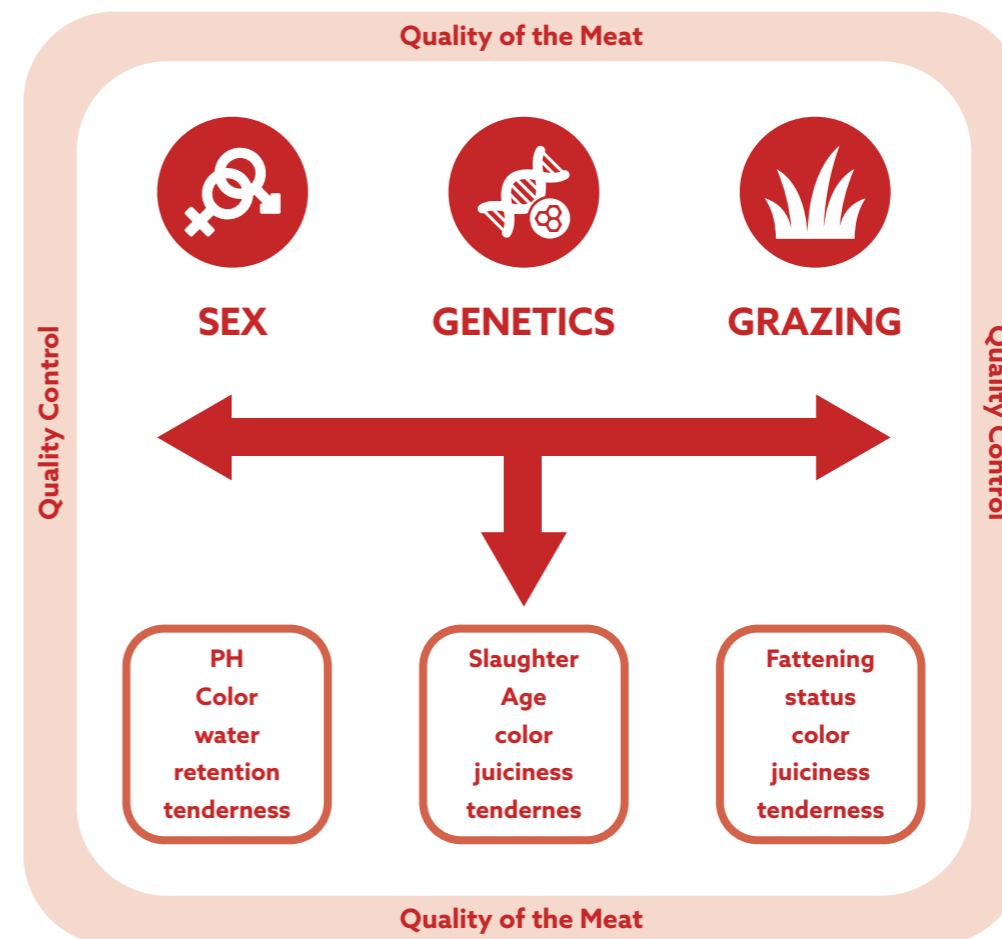 Quality of the Meat
SEX
GENETICS
GRAZING
Quality Control
Quality Control
PH
Color
water
retention
tenderness
Slaughter
Age
color
juiciness
tendernes
Fattening
status
color
juiciness
tenderness
Quality of the Meat